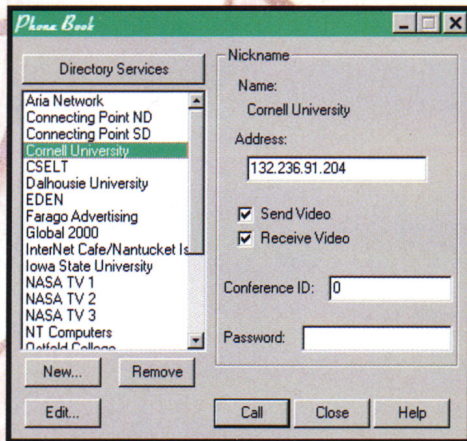 Phone Book
Directory Services
Aria Network
Connecting Point ND
Connecting Point SD
Cornell University
CSELT
Dalhousie University
EDEN
Farago Advertising
Global 2000
InterNet Cafe/Nantucket Is
Iowa State University
NASA TV 1
NASA TV 2
NASA TV 3
NT Computers
New...
Remove
Edit...
Nickname
Name:
Cornell University
Address:
132.236.91.204
Send Video
Receive Video
Conference ID: 0
Password:
Call
Close
Help